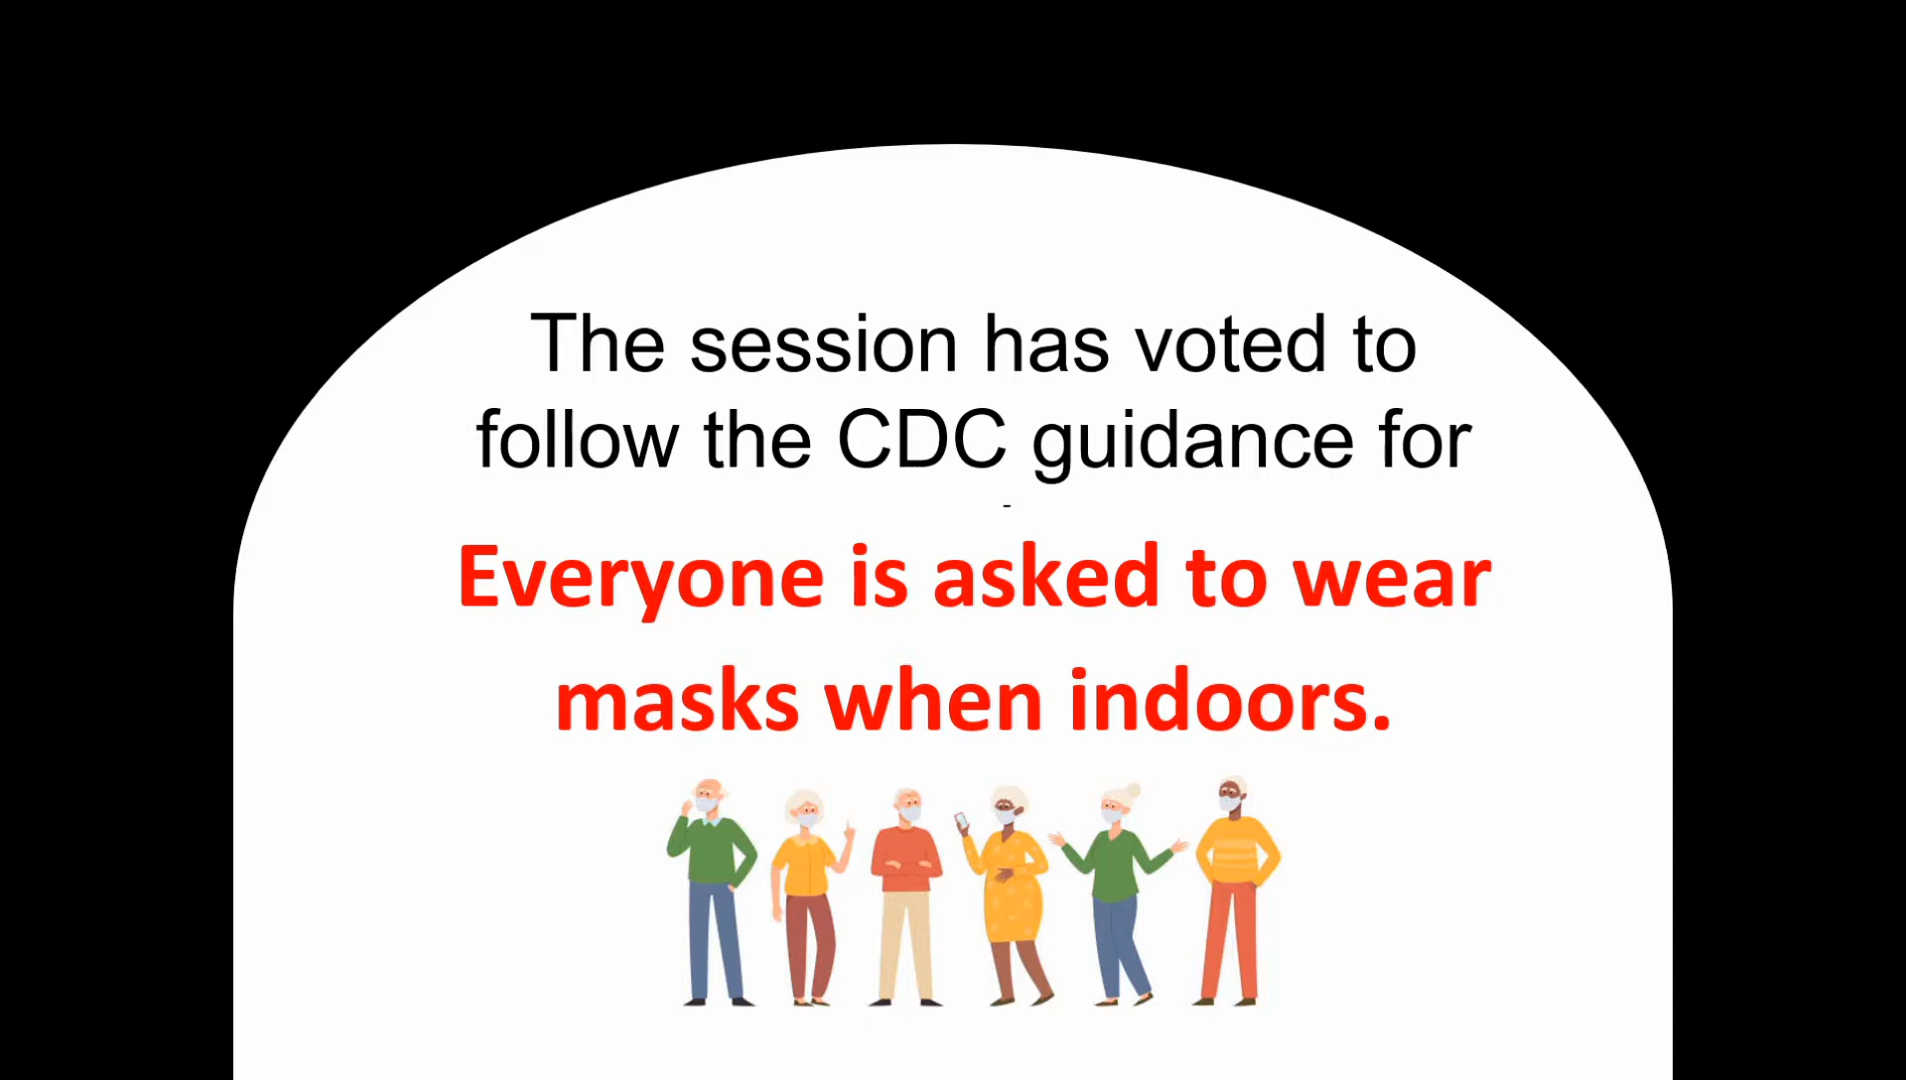 The session has voted to
follow the CDC guidance for
-
Everyone is asked to wear
masks when indoors.